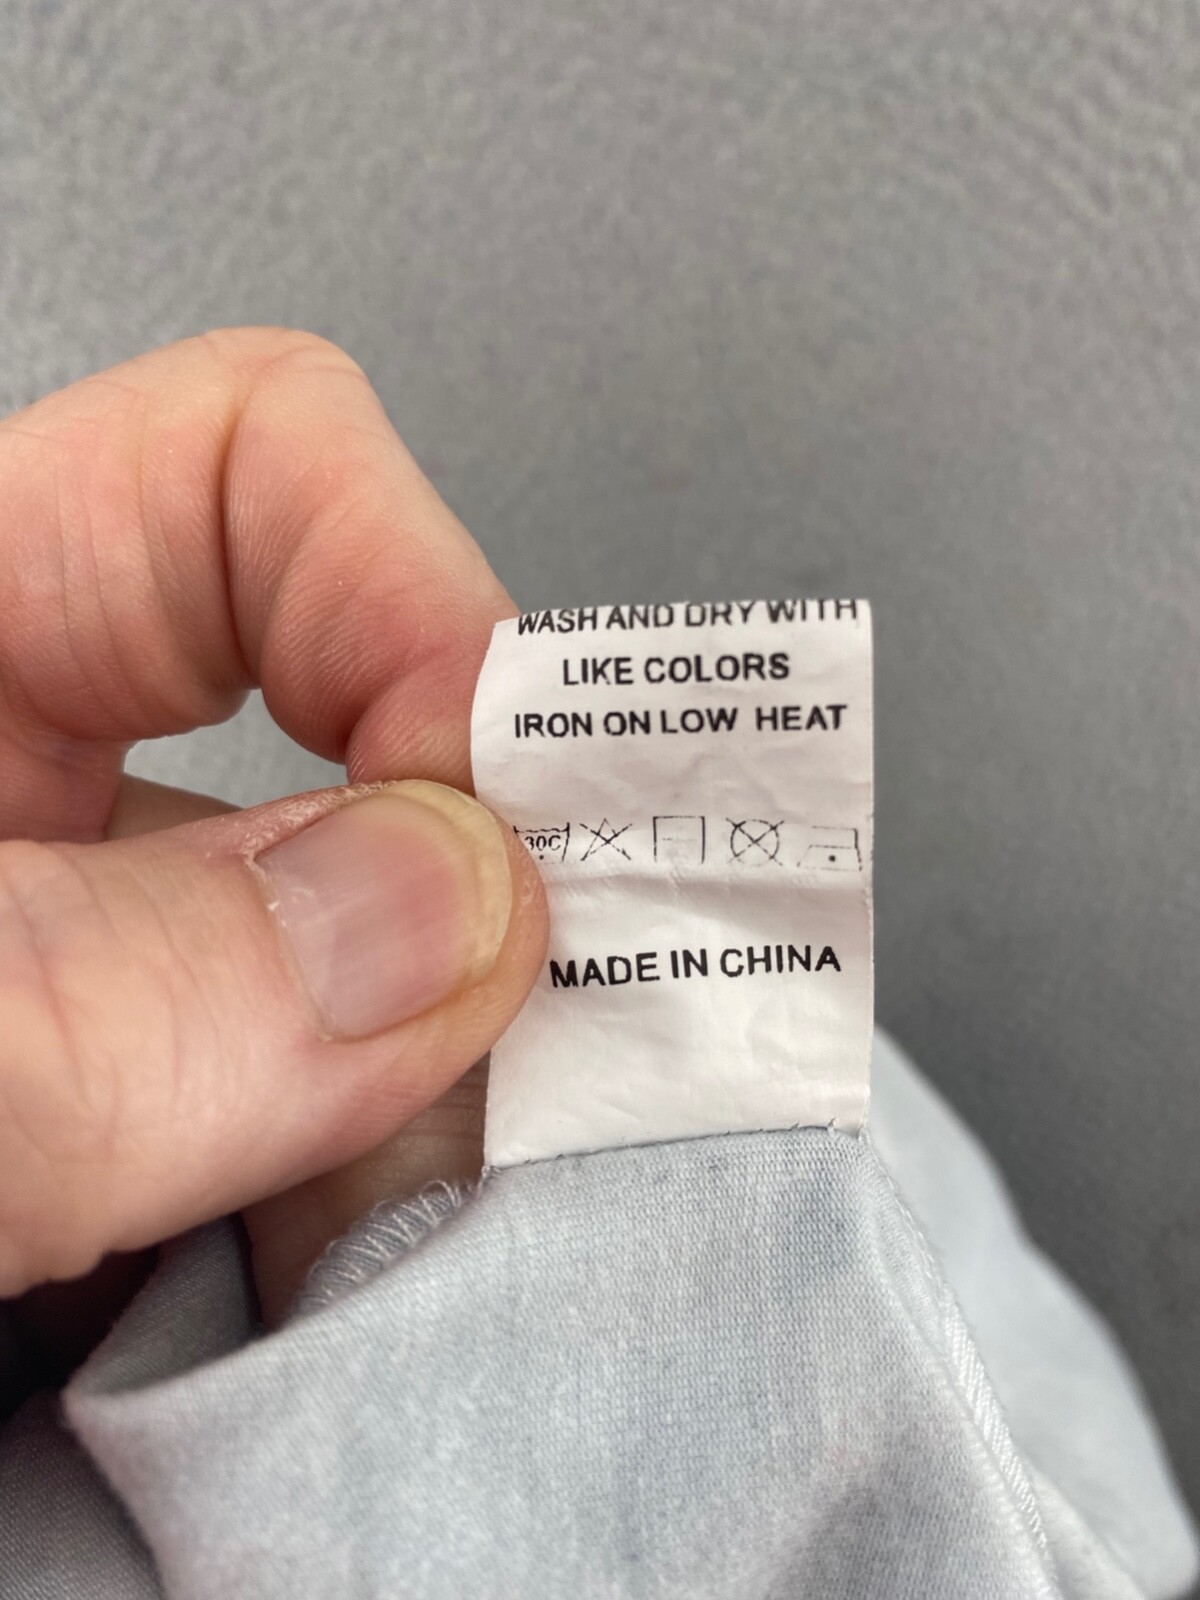 WASH AND DRY WITH
LIKE COLORS
IRON ON LOW HEAT
30C
MADE IN CHINA